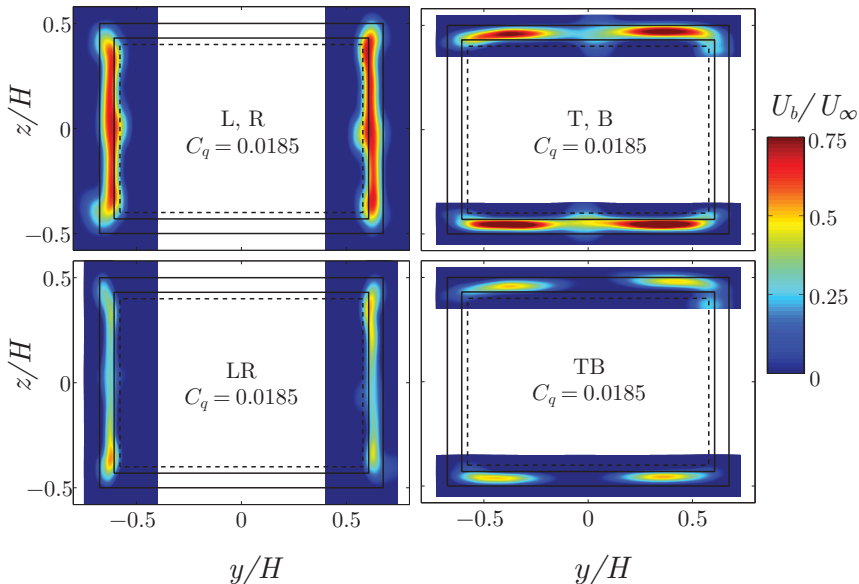 0.5
z/H
0
−0.5
L, R
C_q = 0.0185
T, B
C_q = 0.0185
U_b/U_∞
0.75
0.5
0.25
0
0.5
z/H
0
−0.5
LR
C_q = 0.0185
TB
C_q = 0.0185
−0.5 0 0.5
−0.5 0 0.5
y/H
y/H